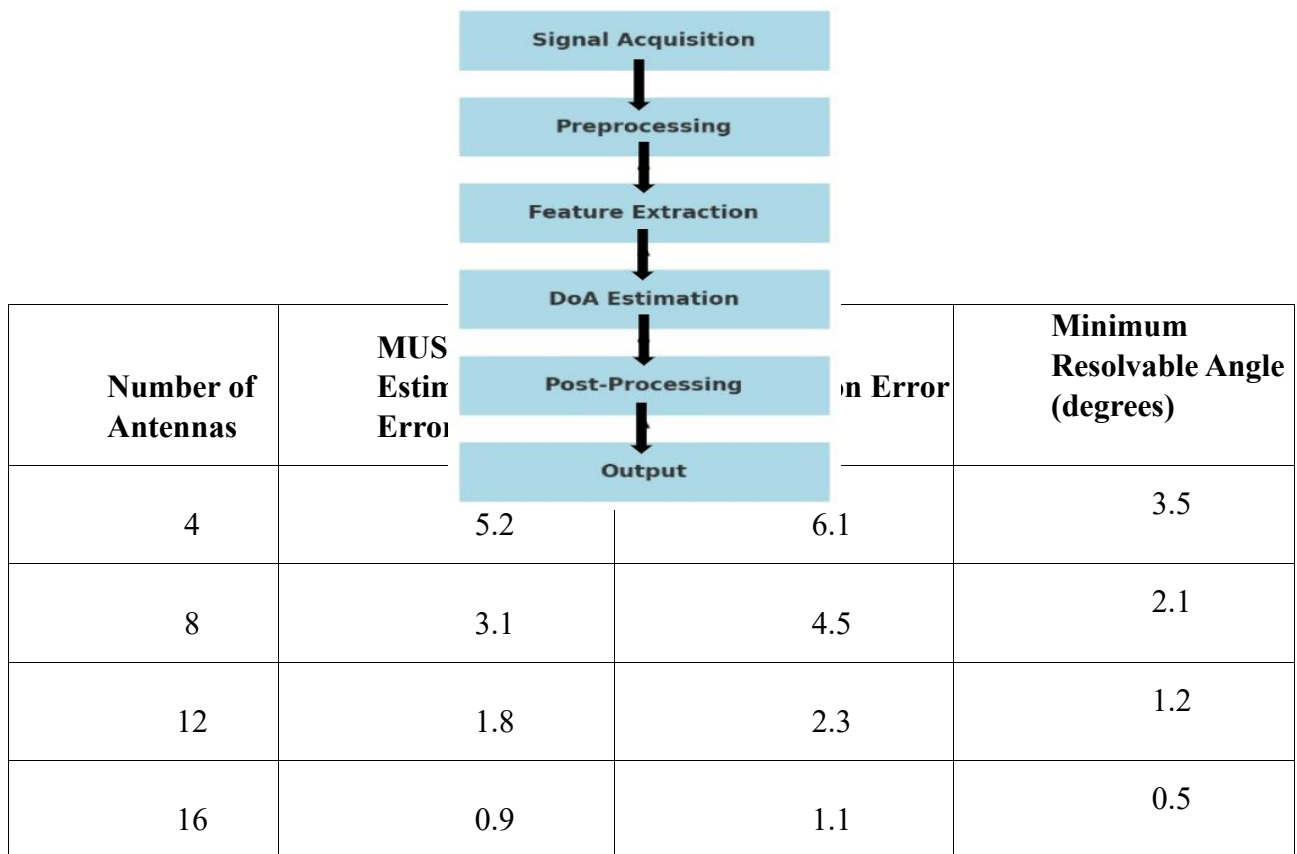 Signal Acquisition
Preprocessing
Feature Extraction
DoA Estimation
Post-Processing
Output
Number of
Antennas
MUS
Estim
Error
n Error
Minimum
Resolvable Angle
(degrees)
4 5.2 6.1 3.5
8 3.1 4.5 2.1
12 1.8 2.3 1.2
16 0.9 1.1 0.5